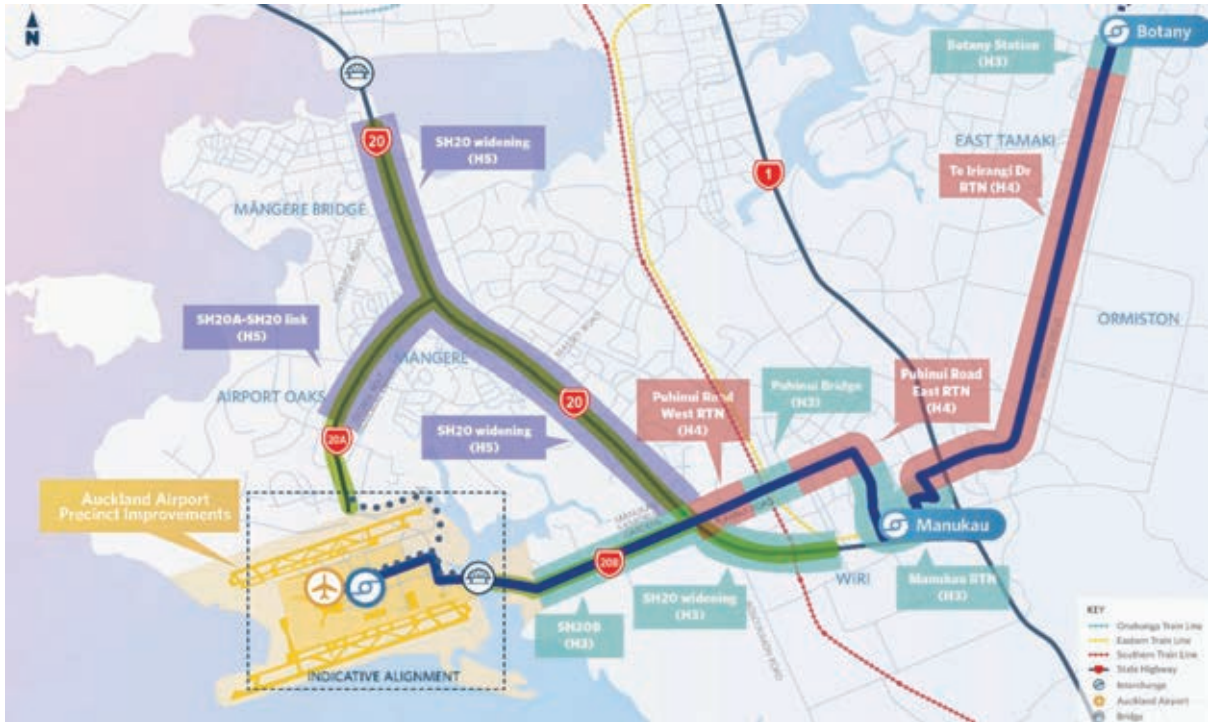 N
Botany
Botany Station
(H3)
20
SH20 widening
(H5)
EAST TAMAKI
1
Te Irirangi Dr
RTN (H4)
MĀNGERE BRIDGE
SH20A-SH20 link
(H5)
ORMISTON
MANGERE
AIRPORT OAKS
Puhinui Bridge
(H3)
Puhinui Road
East RTN
(H4)
Puhinui Road
West RTN
(H4)
20
SH20 widening
(H5)
20A
Auckland Airport
Precinct Improvements
Manukau
20B
WIRI
SH20 widening
(H3)
Manukau RTN
(H3)
SH20B
(H3)
INDICATIVE ALIGNMENT
KEY
Onehunga Train Line
Eastern Train Line
Southern Train Line
State Highway
Interchange
Auckland Airport
Bridge